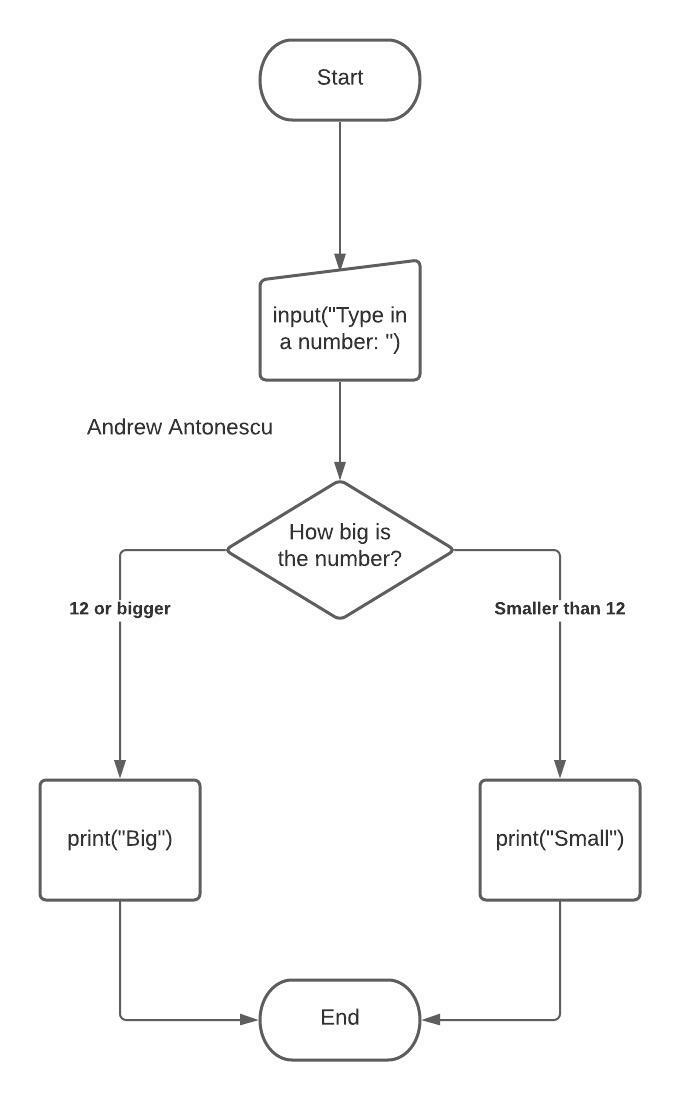 Start
input("Type in
a number: ")
Andrew Antonescu
How big is
the number?
12 or bigger
Smaller than 12
print("Big")
print("Small")
End